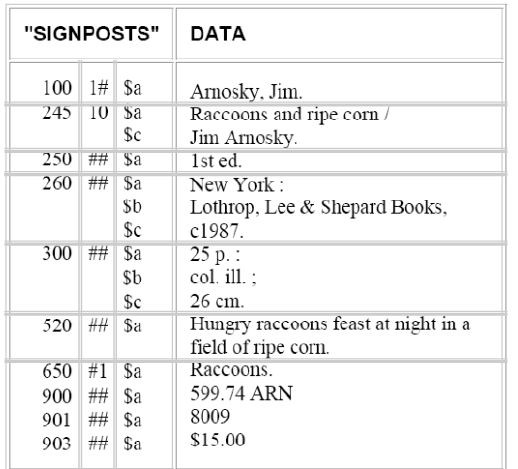 "SIGNPOSTS" DATA
100 1# $a Arnosky, Jim.
245 10 $a Raccoons and ripe corn /
$c Jim Arnosky.
250 ## $a 1st ed.
260 ## $a New York :
$b Lothrop, Lee & Shepard Books,
$c c1987.
300 ## $a 25 p. :
$b col. ill. ;
$c 26 cm.
520 ## $a Hungry raccoons feast at night in a
field of ripe corn.
650 #1 $a Raccoons.
900 ## $a 599.74 ARN
901 ## $a 8009
903 ## $a $15.00